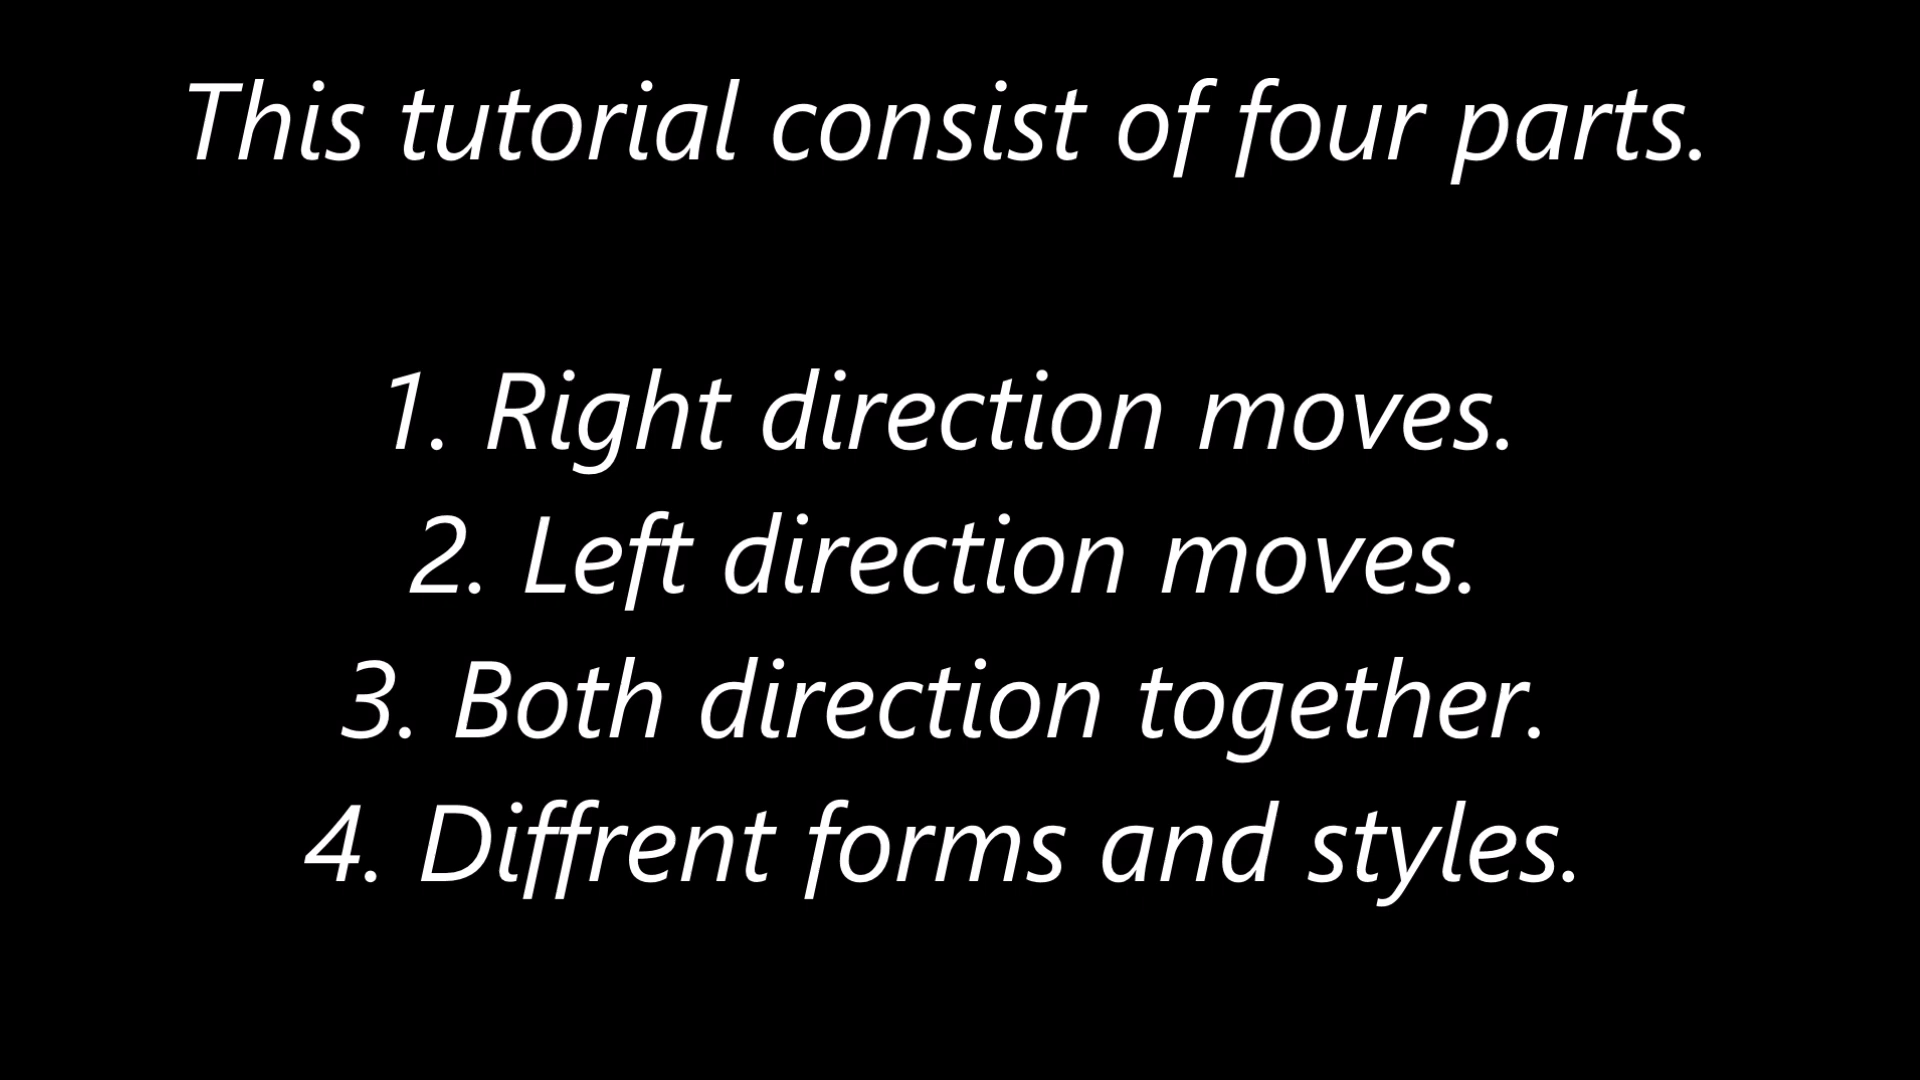 This tutorial consist of four parts.
1. Right direction moves.
2. Left direction moves.
3. Both direction together.
4. Diffrent forms and styles.